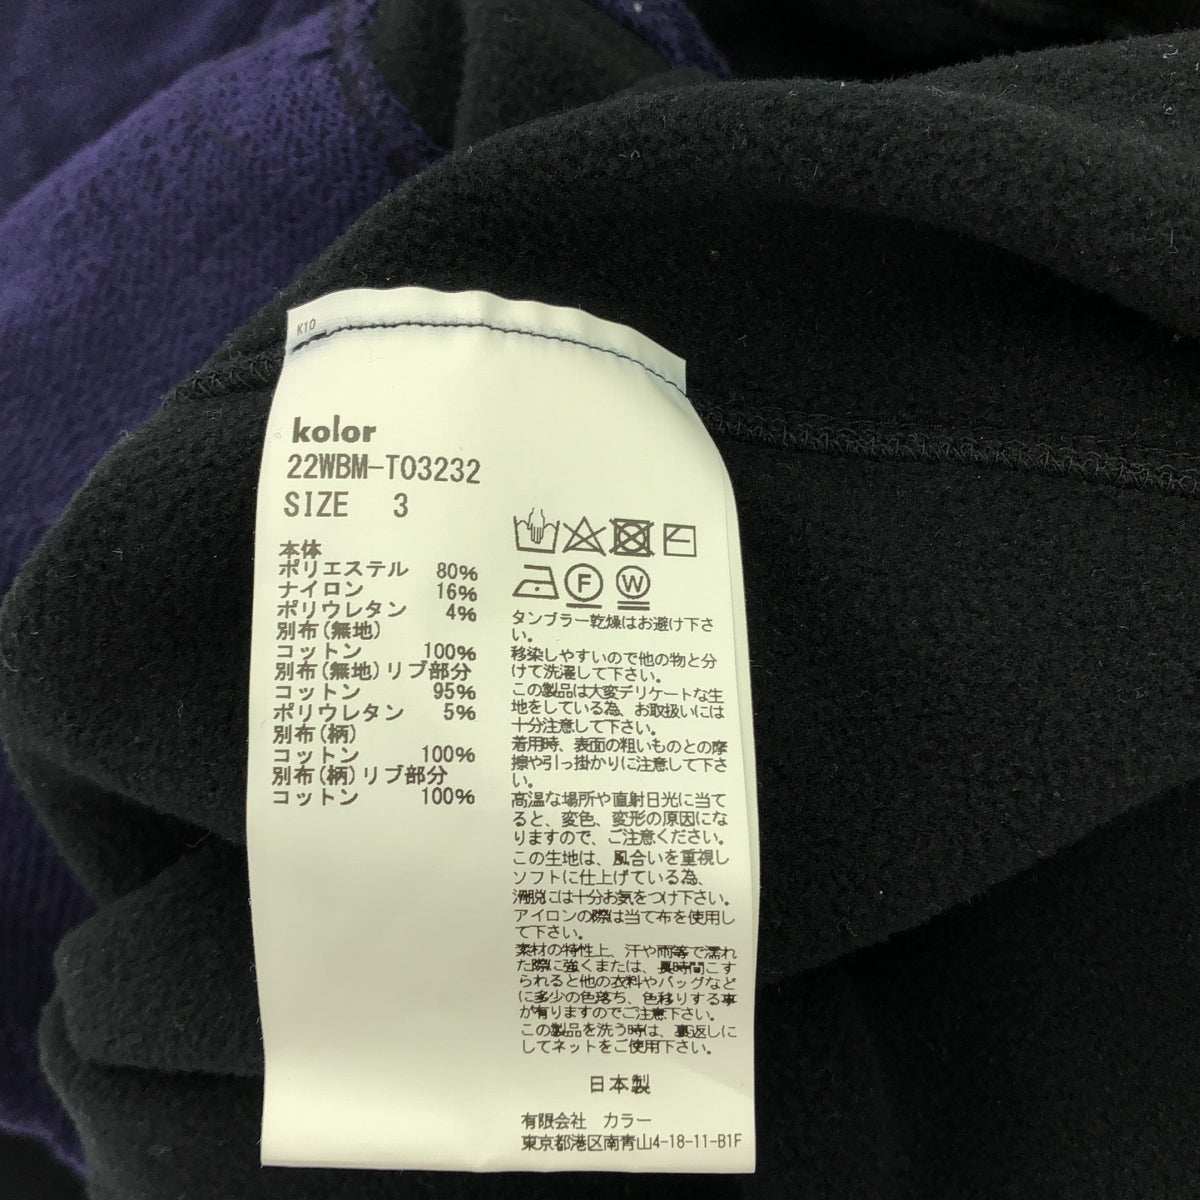 K10
kolor
22WBM-T03232
SIZE 3
本体
ポリエステル 80%
ナイロン 16%
ポリウレタン 4%
別布(無地)
コットン 100%
別布(無地)リブ部分
コットン 95%
ポリウレタン 5%
別布(柄)
コットン 100%
別布(柄)リブ部分
コットン 100%
F W
タンブラー乾燥はお避け下さ
い。
移染しやすいので他の物と分
けて洗濯して下さい。
この製品は大変デリケートな生
地をしている為、お取扱いには
十分注意して下さい。
着用時、表面の粗いものとの摩
擦や引っ掛かりに注意して下さ
い。
高温な場所や直射日光に当て
ると、変色、変形の原因にな
りますので、ご注意ください。
この生地は、風合いを重視し
ソフトに仕上げている為、
滑脱には十分お気をつけ下さい。
アイロンの際は当て布を使用し
て下さい。
素材の特性上、汗や雨等で濡れ
た際に強くまたは、長時間こす
られると他の衣料やバッグなど
に多少の色落ち、色移りする事
が有りますのでご注意下さい。
この製品を洗う時は、裏返しに
してネットをご使用下さい。
日本製
有限会社 カラー
東京都港区南青山4-18-11-B1F